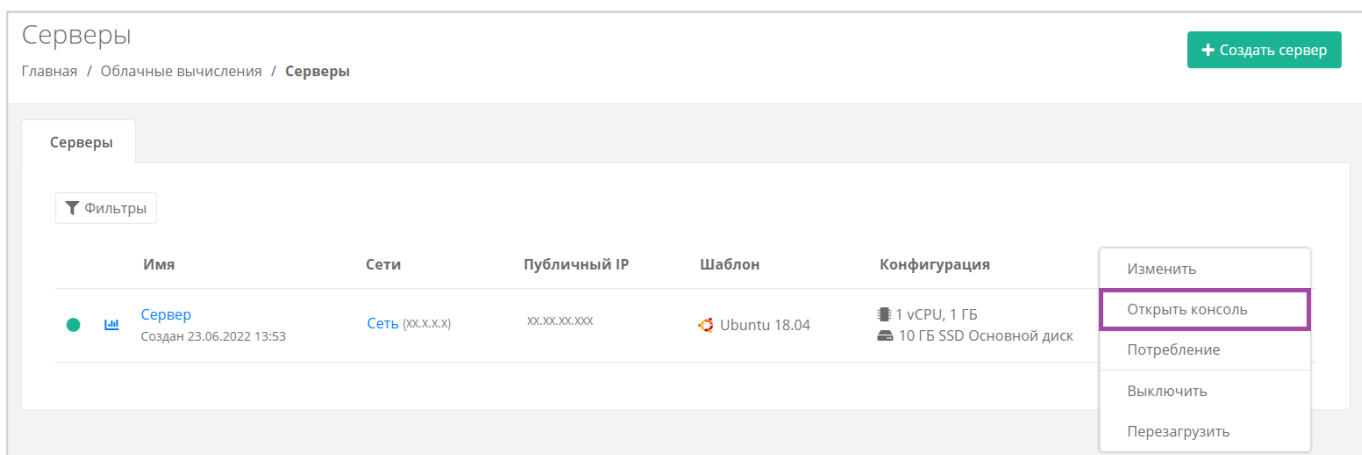 Серверы
+ Создать сервер
Главная / Облачные вычисления / Серверы
Серверы
Фильтры
Имя Сети Публичный IP Шаблон Конфигурация
Сервер
Создан 23.06.2022 13:53
Сеть (xx.x.x.x)
xx.xx.xx.xxx
Ubuntu 18.04
1 vCPU, 1 ГБ
10 ГБ SSD Основной диск
Изменить
Открыть консоль
Потребление
Выключить
Перезагрузить